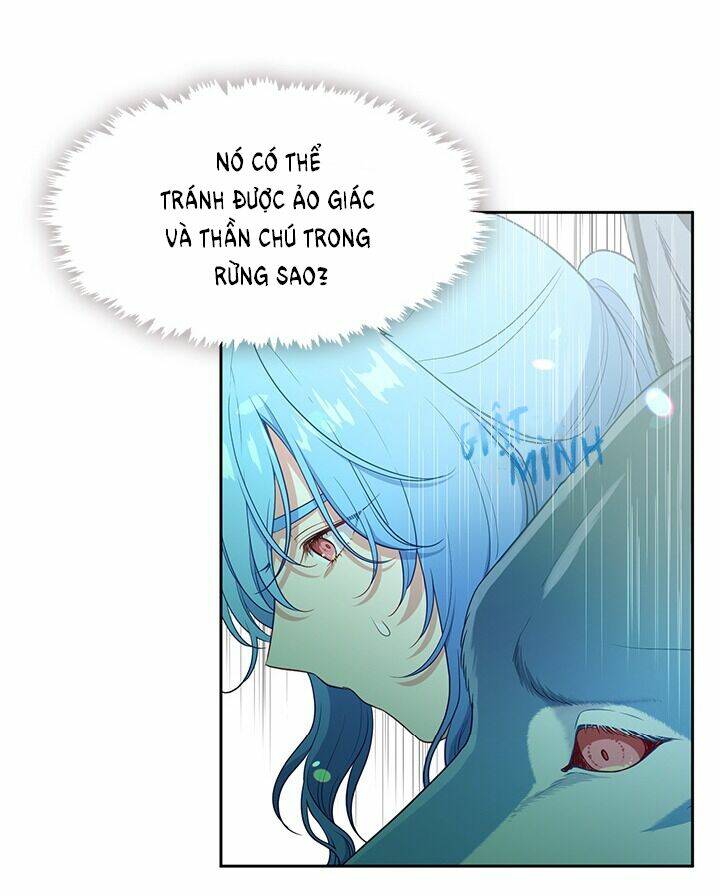 NÓ CÓ THỂ
TRÁNH ĐƯỢC ẢO GIÁC
VÀ THẦN CHÚ TRONG
RỪNG SAO?
GIẬT
MÌNH